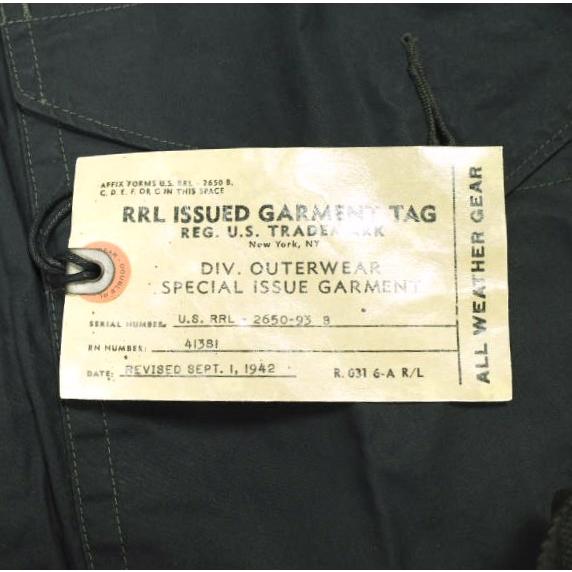 AFFIX FORMS U.S. RRL - 2650 B,
C, D, E, F, OR G IN THIS SPACE
RRL ISSUED GARMENT TAG
REG. U.S. TRADEMARK
New York, NY
DIV. OUTERWEAR
SPECIAL ISSUE GARMENT
SERIAL NUMBER. U.S. RRL - 2650-93 B
RN NUMBER: 41381
DATE: REVISED SEPT. 1, 1942 R. G31 6-A R/L
ALL WEATHER GEAR